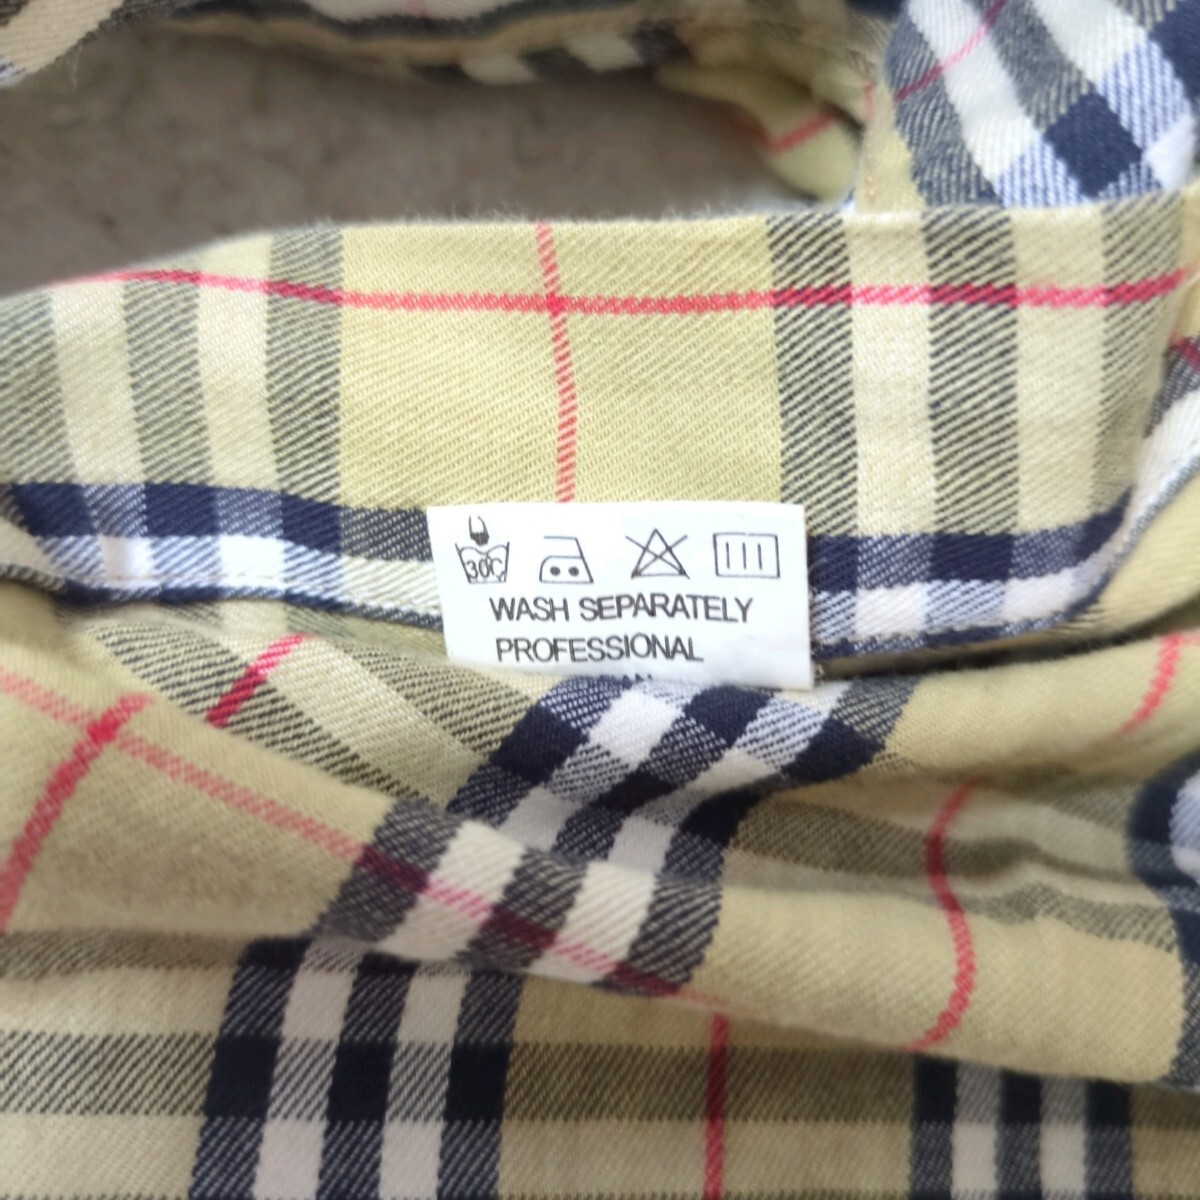 30C
WASH SEPARATELY
PROFESSIONAL